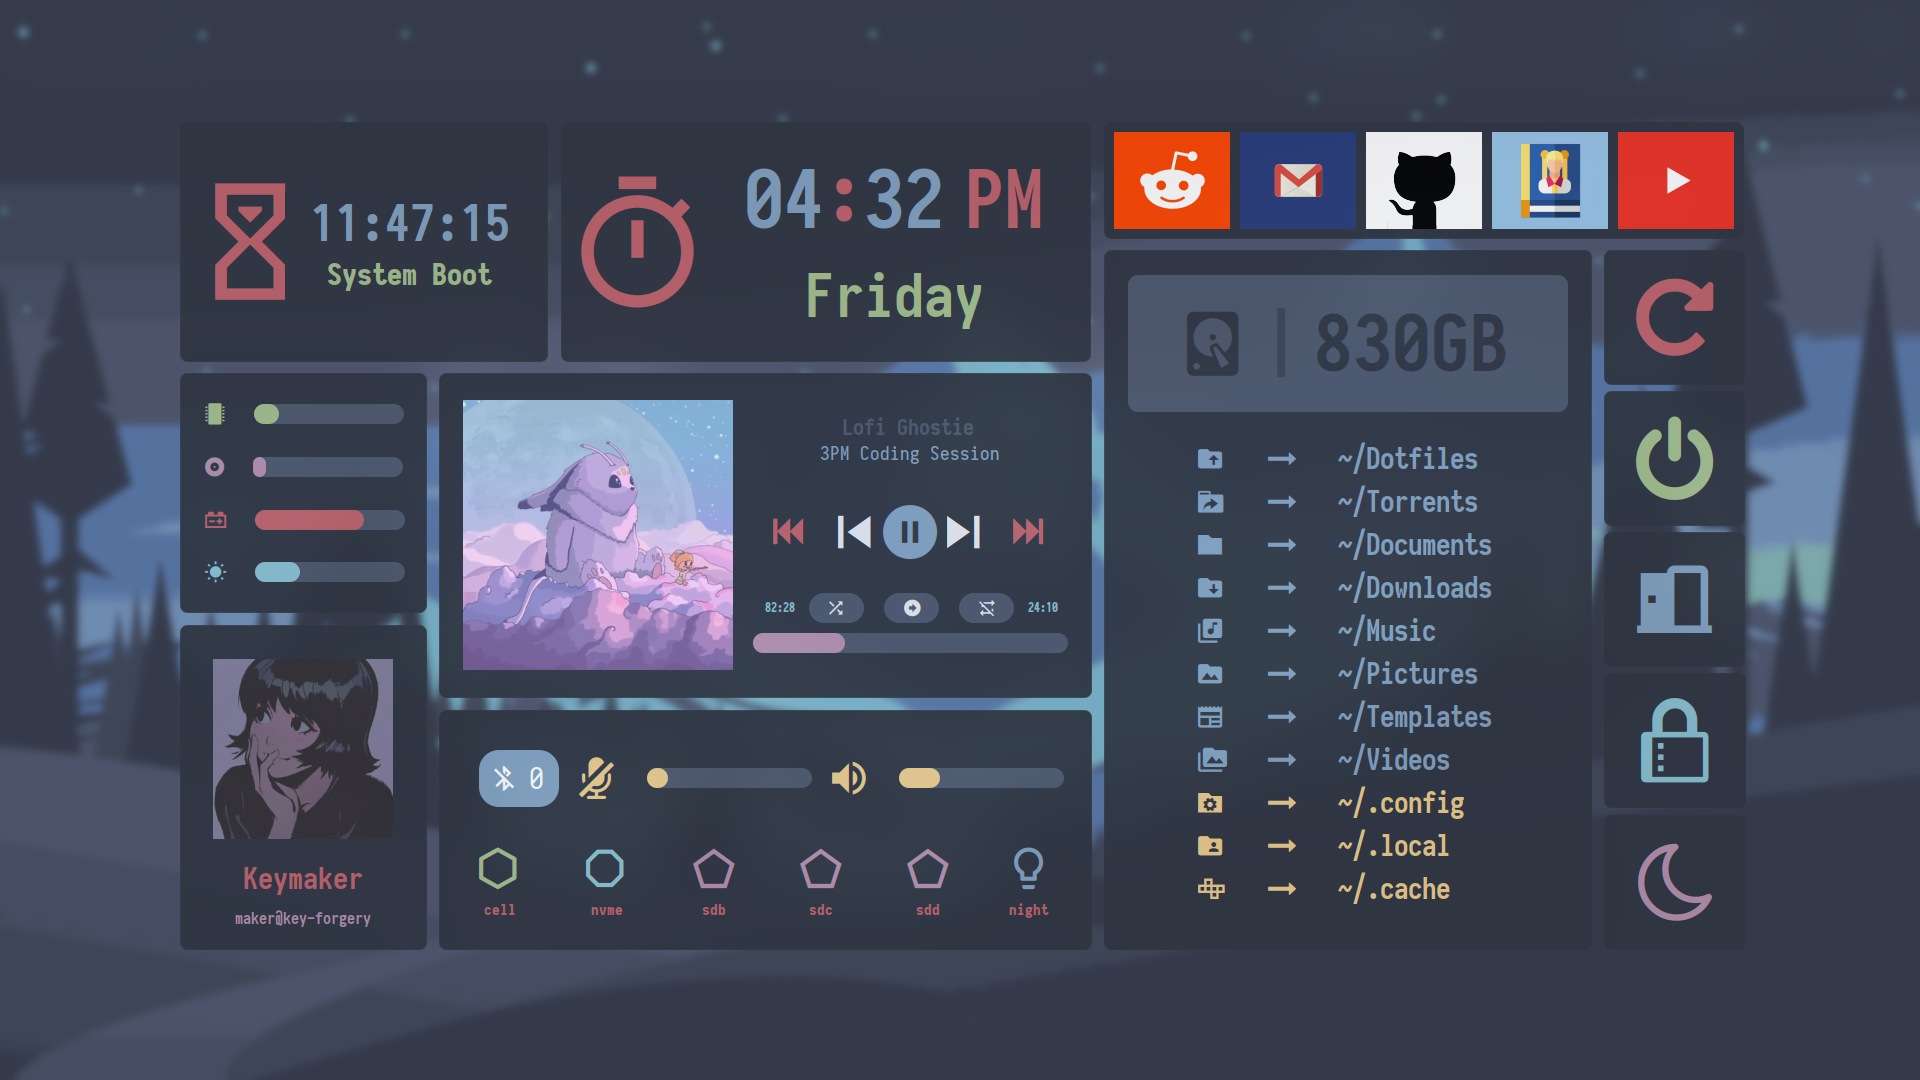 11:47:15
System Boot
04:32 PM
Friday
830GB
Lofi Ghostie
3PM Coding Session
82:28
24:10
~/Dotfiles
~/Torrents
~/Documents
~/Downloads
~/Music
~/Pictures
~/Templates
~/Videos
~/.config
~/.local
~/.cache
Keymaker
maker@key-forgery
0
cell
nvme
sdb
sdc
sdd
night